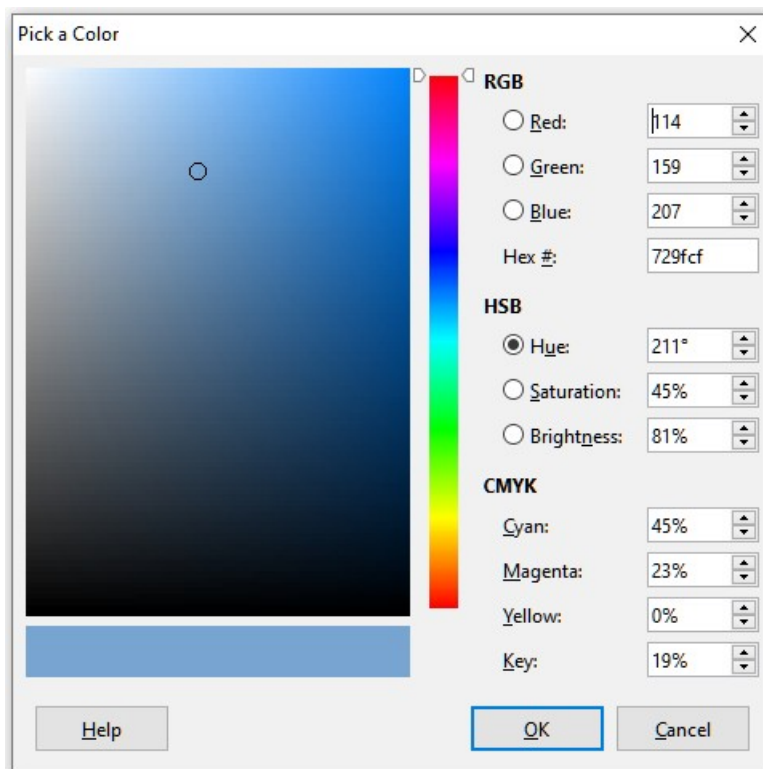 Pick a Color
RGB
Red: 114
Green: 159
Blue: 207
Hex #: 729fcf
HSB
Hue: 211°
Saturation: 45%
Brightness: 81%
CMYK
Cyan: 45%
Magenta: 23%
Yellow: 0%
Key: 19%
Help OK Cancel